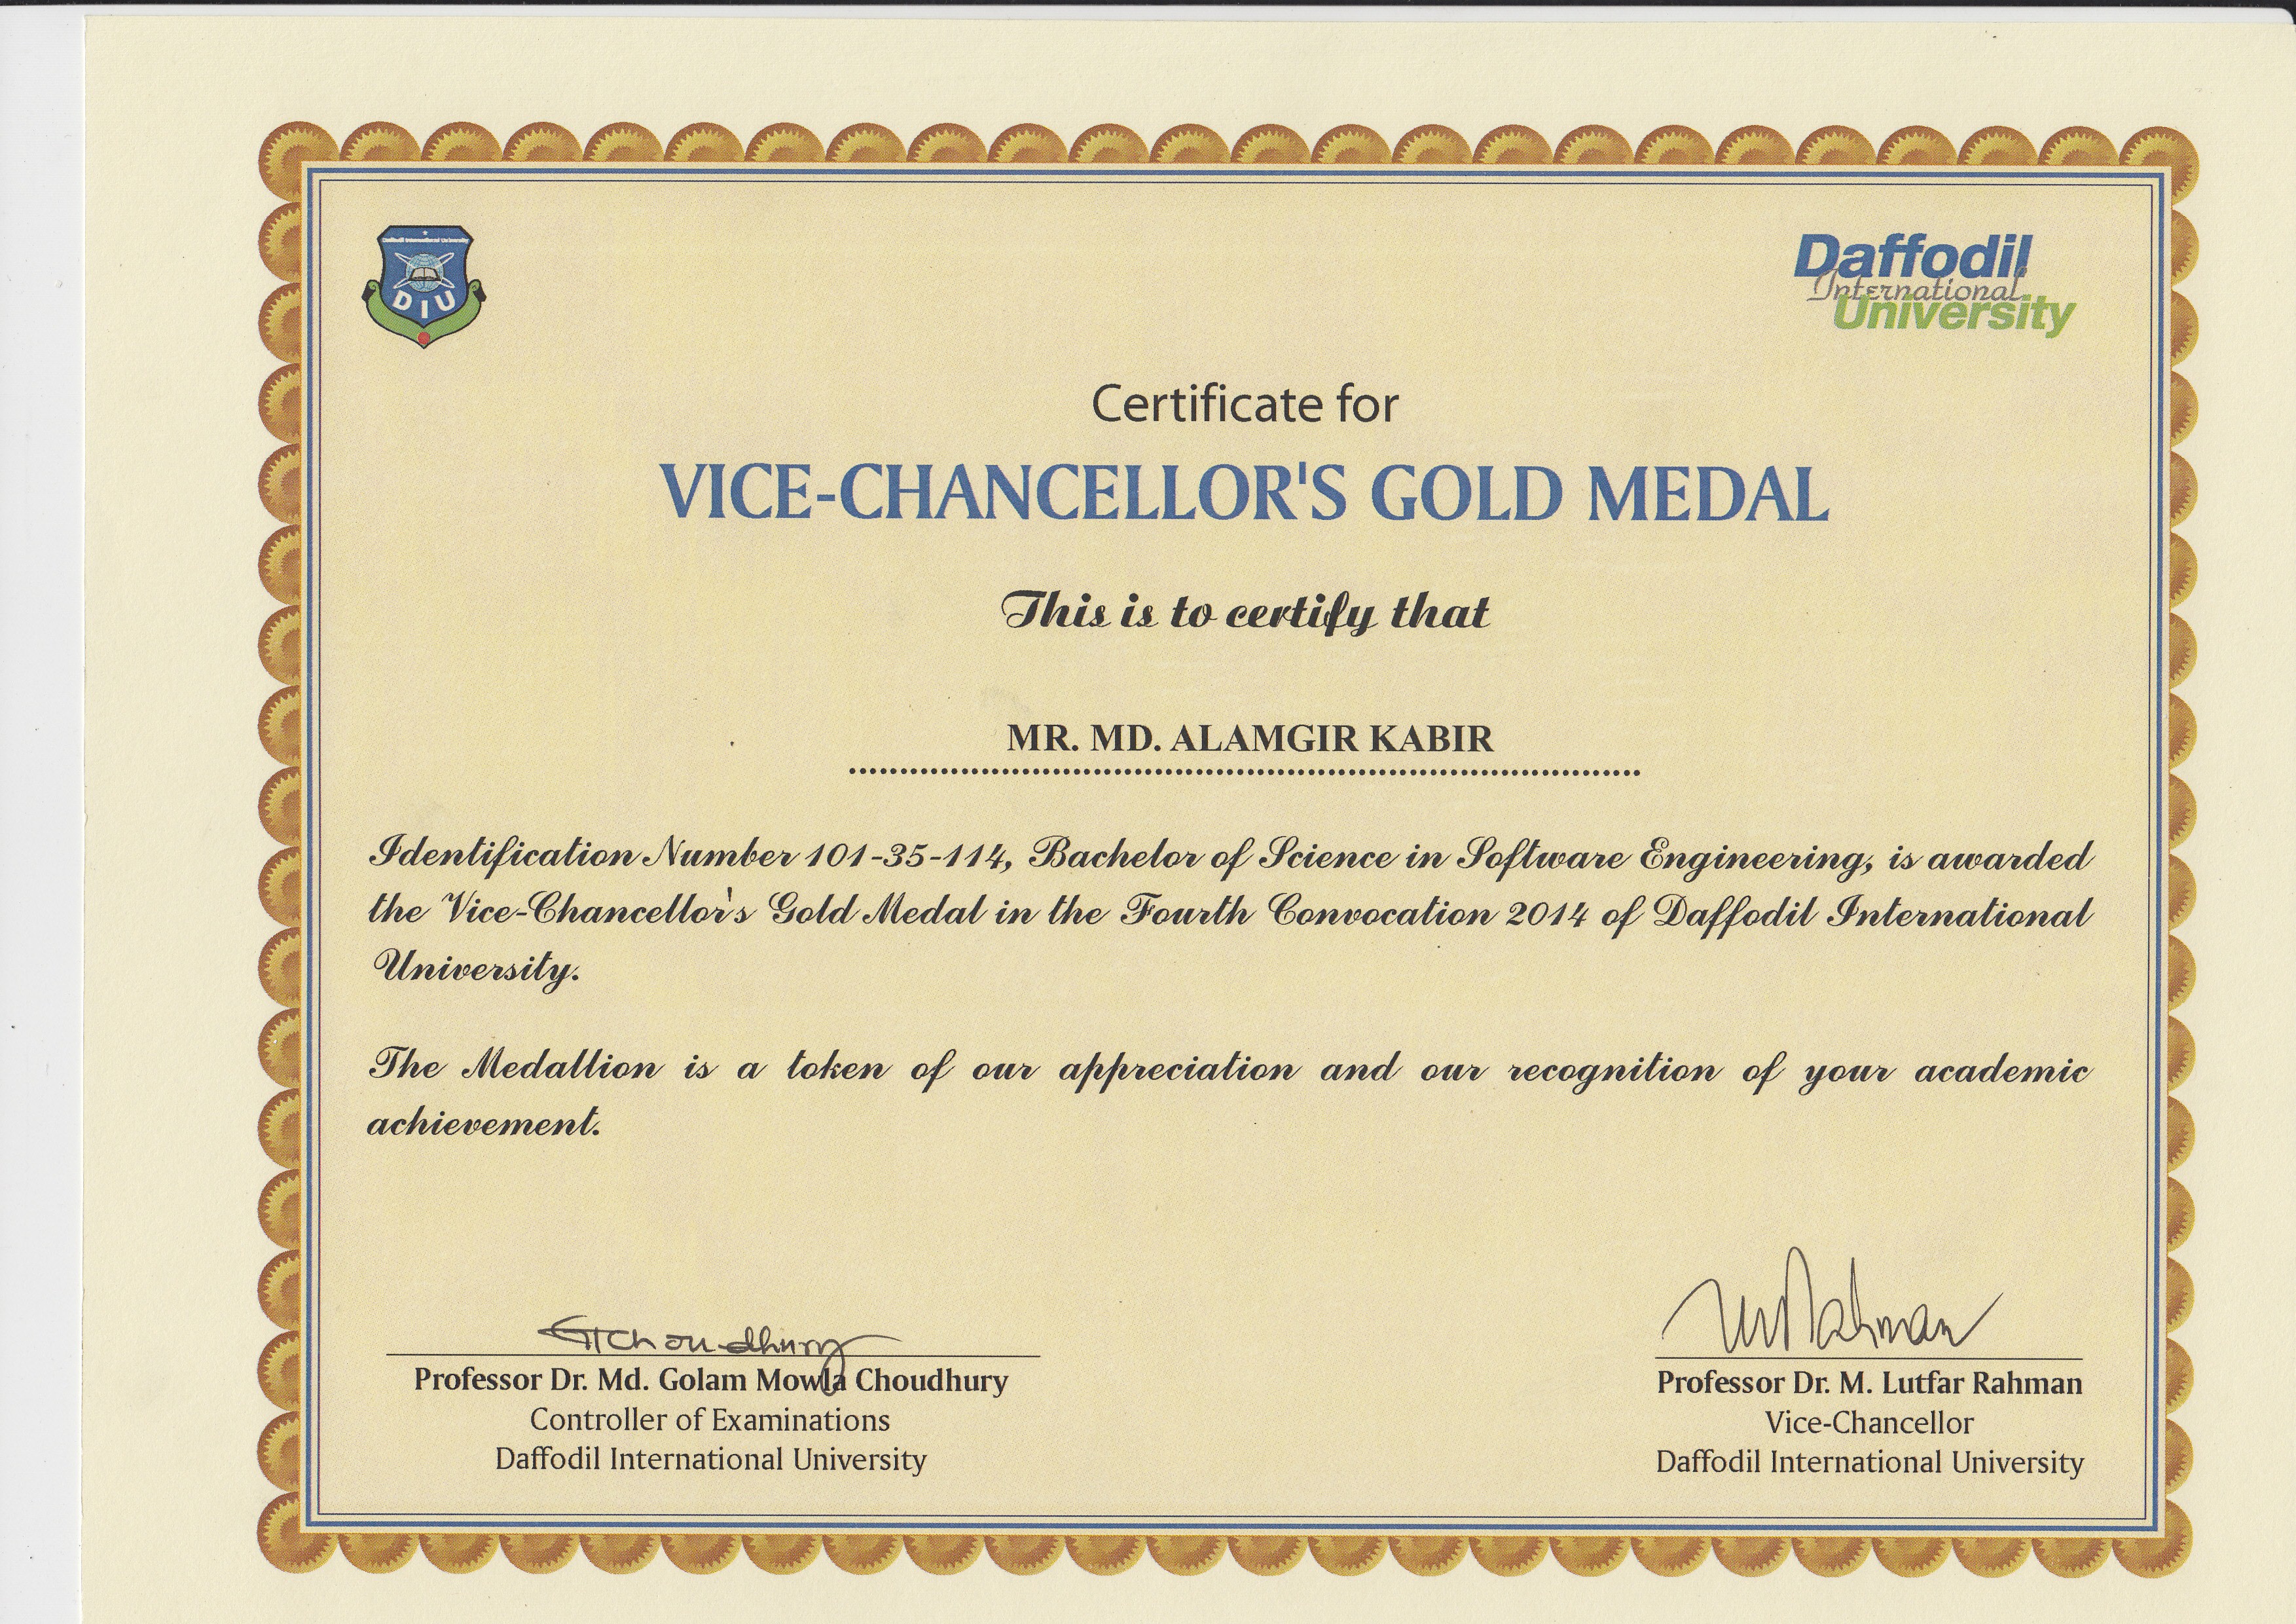 Daffodil International University
DIU
Daffodil
International
University
Certificate for
VICE-CHANCELLOR'S GOLD MEDAL
This is to certify that
MR. MD. ALAMGIR KABIR
Identification Number 101-35-114, Bachelor of Science in Software Engineering, is awarded
the Vice-Chancellor's Gold Medal in the Fourth Convocation 2014 of Daffodil International
University.
The Medallion is a token of our appreciation and our recognition of your academic
achievement.
GMChoudhury
Professor Dr. Md. Golam Mowla Choudhury
Controller of Examinations
Daffodil International University
MLRahman
Professor Dr. M. Lutfar Rahman
Vice-Chancellor
Daffodil International University